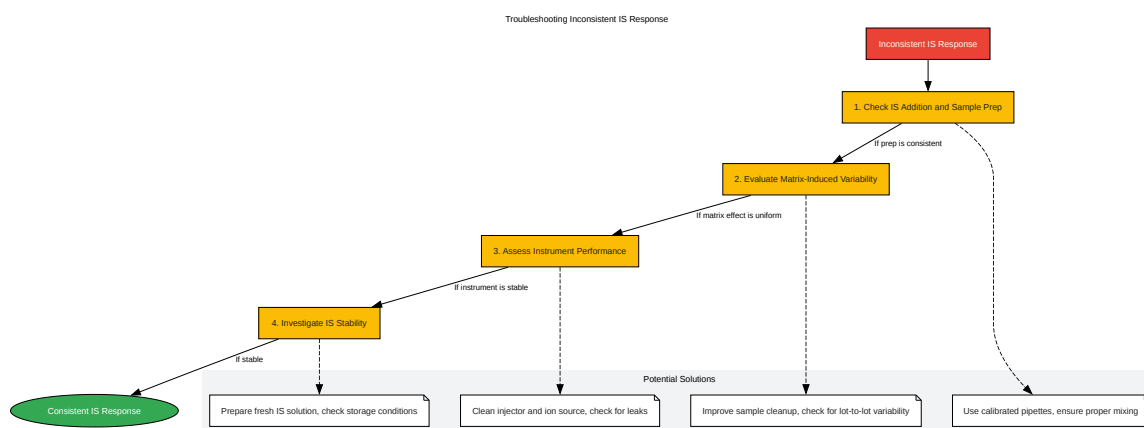 Troubleshooting Inconsistent IS Response
Inconsistent IS Response
1. Check IS Addition and Sample Prep
If prep is consistent
2. Evaluate Matrix-Induced Variability
If matrix effect is uniform
3. Assess Instrument Performance
If instrument is stable
4. Investigate IS Stability
If stable
Potential Solutions
Consistent IS Response
Prepare fresh IS solution, check storage conditions
Clean injector and ion source, check for leaks
Improve sample cleanup, check for lot-to-lot variability
Use calibrated pipettes, ensure proper mixing